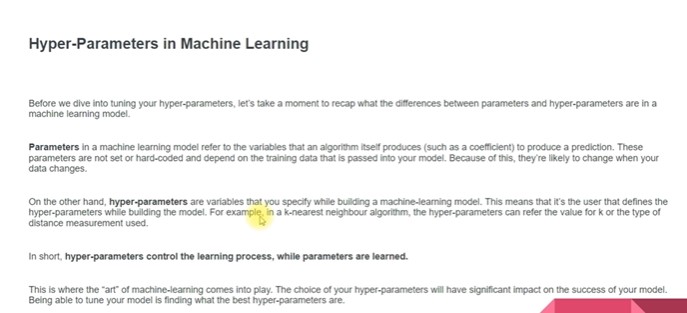 Hyper-Parameters in Machine Learning
Before we dive into tuning your hyper-parameters, let's take a moment to recap what the differences between parameters and hyper-parameters are in a
machine learning model.
Parameters in a machine learning model refer to the variables that an algorithm itself produces (such as a coefficient) to produce a prediction. These
parameters are not set or hard-coded and depend on the training data that is passed into your model. Because of this, they're likely to change when your
data changes.
On the other hand, hyper-parameters are variables that you specify while building a machine-learning model. This means that it's the user that defines the
hyper-parameters while building the model. For example, in a k-nearest neighbour algorithm, the hyper-parameters can refer the value for k or the type of
distance measurement used.
In short, hyper-parameters control the learning process, while parameters are learned.
This is where the "art" of machine-learning comes into play. The choice of your hyper-parameters will have significant impact on the success of your model.
Being able to tune your model is finding what the best hyper-parameters are.